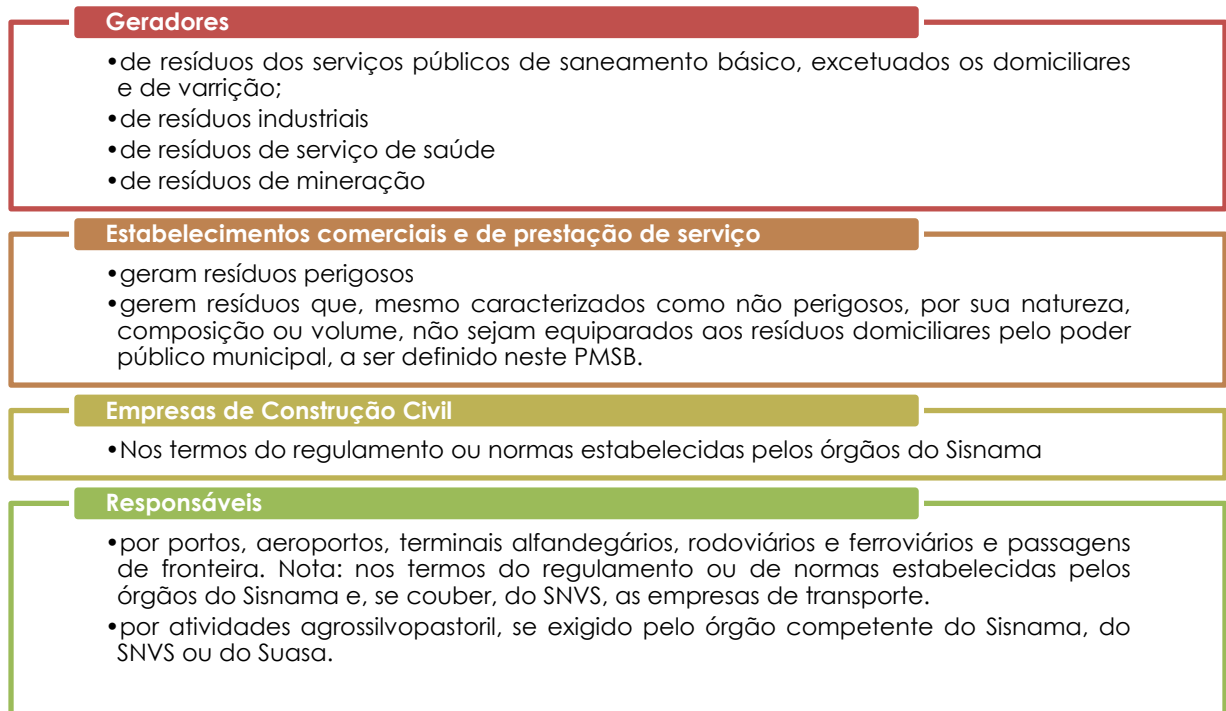 Geradores
•de resíduos dos serviços públicos de saneamento básico, excetuados os domiciliares
e de varrição;
•de resíduos industriais
•de resíduos de serviço de saúde
•de resíduos de mineração
Estabelecimentos comerciais e de prestação de serviço
•geram resíduos perigosos
•gerem resíduos que, mesmo caracterizados como não perigosos, por sua natureza,
composição ou volume, não sejam equiparados aos resíduos domiciliares pelo poder
público municipal, a ser definido neste PMSB.
Empresas de Construção Civil
•Nos termos do regulamento ou normas estabelecidas pelos órgãos do Sisnama
Responsáveis
•por portos, aeroportos, terminais alfandegários, rodoviários e ferroviários e passagens
de fronteira. Nota: nos termos do regulamento ou de normas estabelecidas pelos
órgãos do Sisnama e, se couber, do SNVS, as empresas de transporte.
•por atividades agrossilvopastoril, se exigido pelo órgão competente do Sisnama, do
SNVS ou do Suasa.